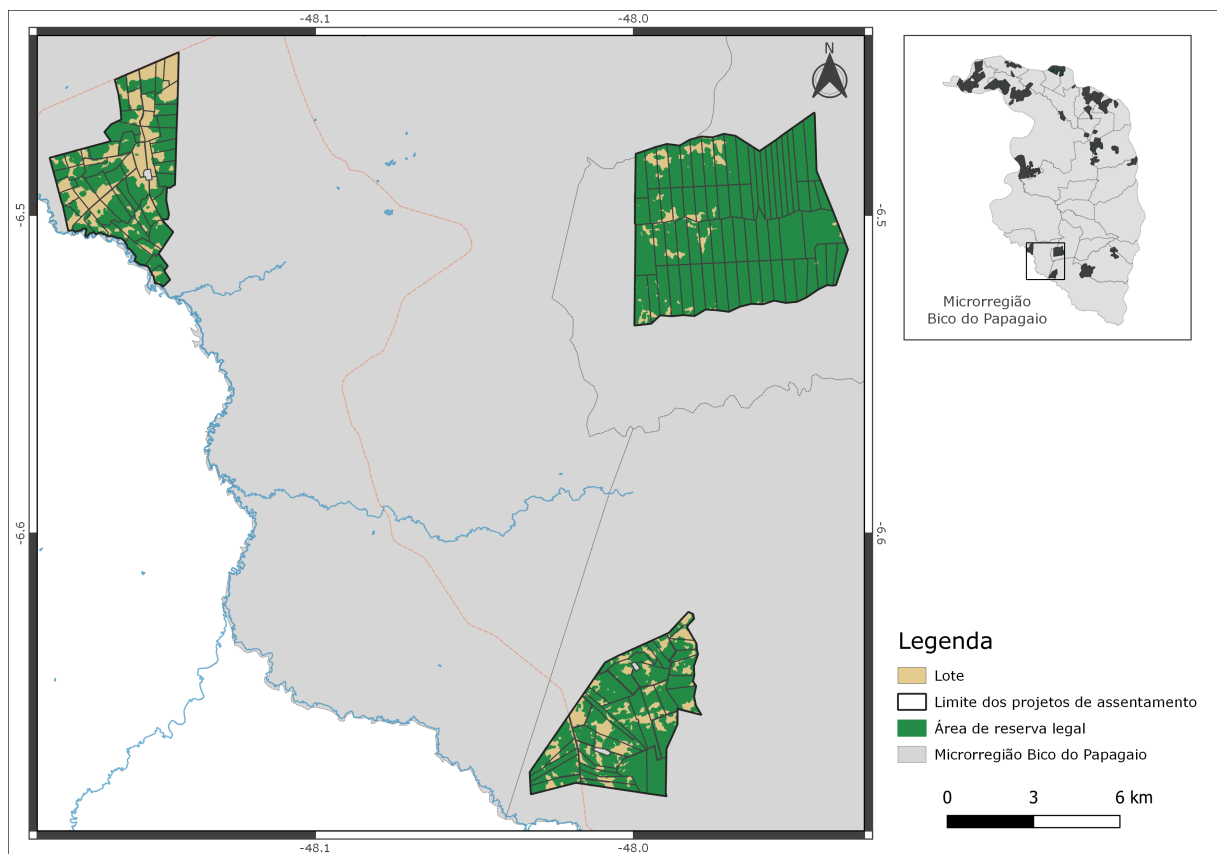 -48.1
-48.0
N
-6.5
-6.5
-6.6
-6.6
-48.1
-48.0
Microrregião
Bico do Papagaio
Legenda
Lote
Limite dos projetos de assentamento
Área de reserva legal
Microrregião Bico do Papagaio
0 3 6 km